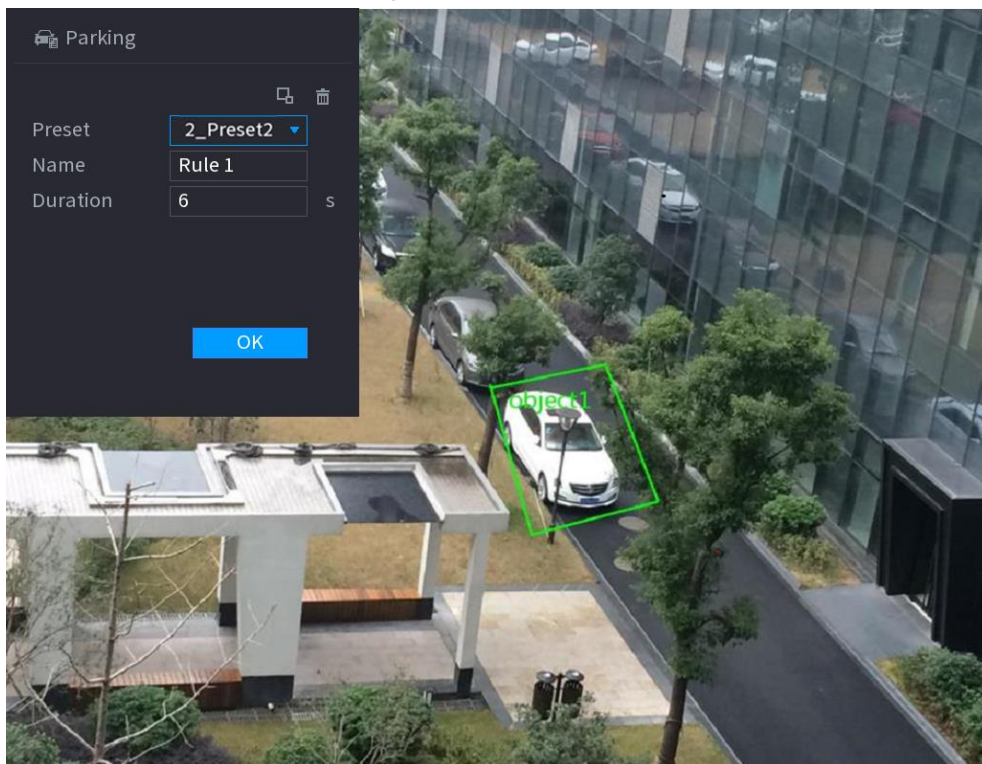 Parking
Preset 2_Preset2
Name Rule 1
Duration 6 s
OK
object1